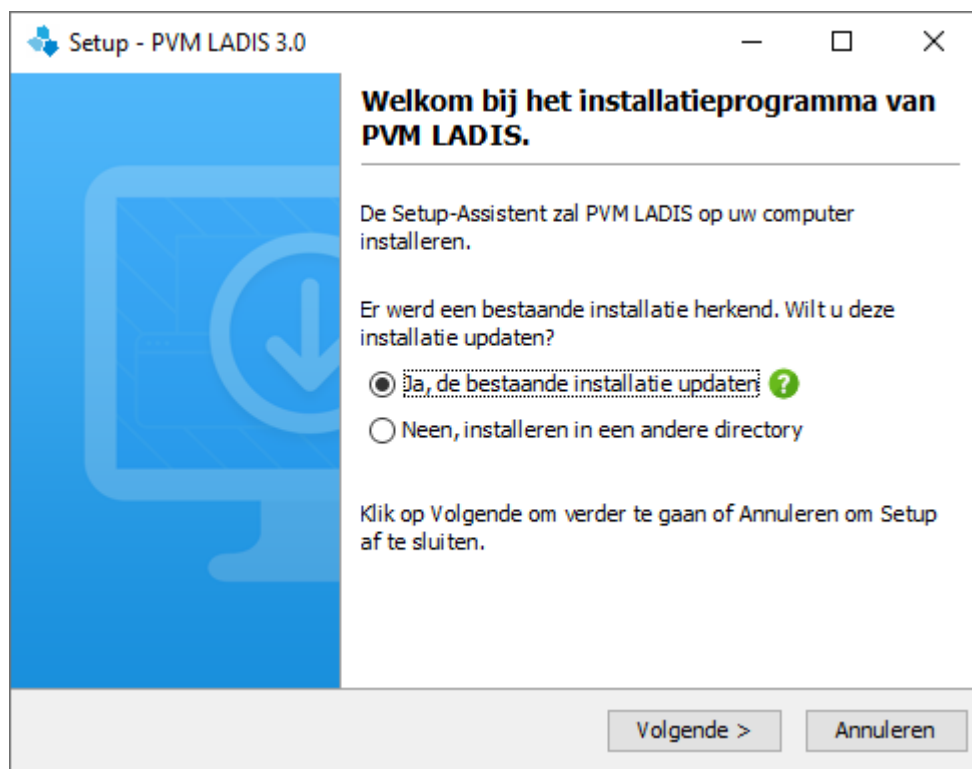 Setup - PVM LADIS 3.0
Welkom bij het installatieprogramma van
PVM LADIS.
De Setup-Assistent zal PVM LADIS op uw computer
installeren.
Er werd een bestaande installatie herkend. Wilt u deze
installatie updaten?
Ja, de bestaande installatie updaten ?
Neen, installeren in een andere directory
Klik op Volgende om verder te gaan of Annuleren om Setup
af te sluiten.
Volgende > Annuleren